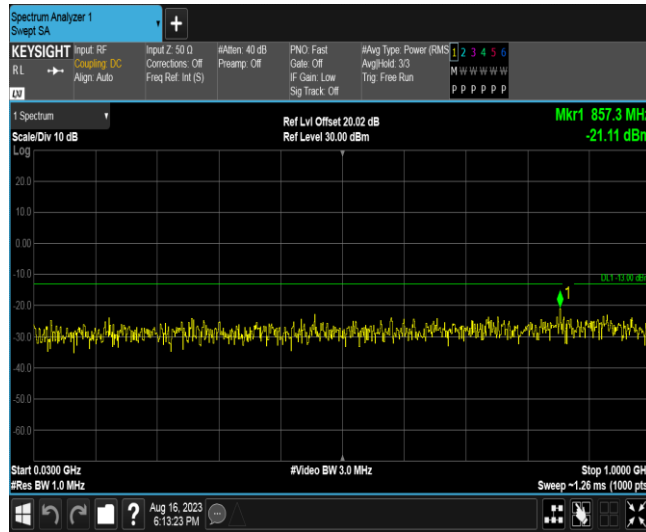 Spectrum Analyzer 1
Swept SA
+
KEYSIGHT Input: RF Input Z: 50 Ω #Atten: 40 dB PNO: Fast #Avg Type: Power (RMS 1 2 3 4 5 6
RL Coupling: DC Corrections: Off Preamp: Off Gate: Off Avg|Hold: 3/3 M W W W W W
Align: Auto Freq Ref: Int (S) IF Gain: Low Trig: Free Run
Sig Track: Off P P P P P P
LXI
1 Spectrum Ref Lvl Offset 20.02 dB Mkr1 857.3 MHz
Scale/Div 10 dB Ref Level 30.00 dBm -21.11 dBm
Log
20.0
10.0
0.00
-10.0
DL1 -13.00 dBm
1
-20.0
-30.0
-40.0
-50.0
-60.0
Start 0.0300 GHz #Video BW 3.0 MHz Stop 1.0000 GH
#Res BW 1.0 MHz Sweep ~1.26 ms (1000 pts
? Aug 16, 2023
6:13:23 PM